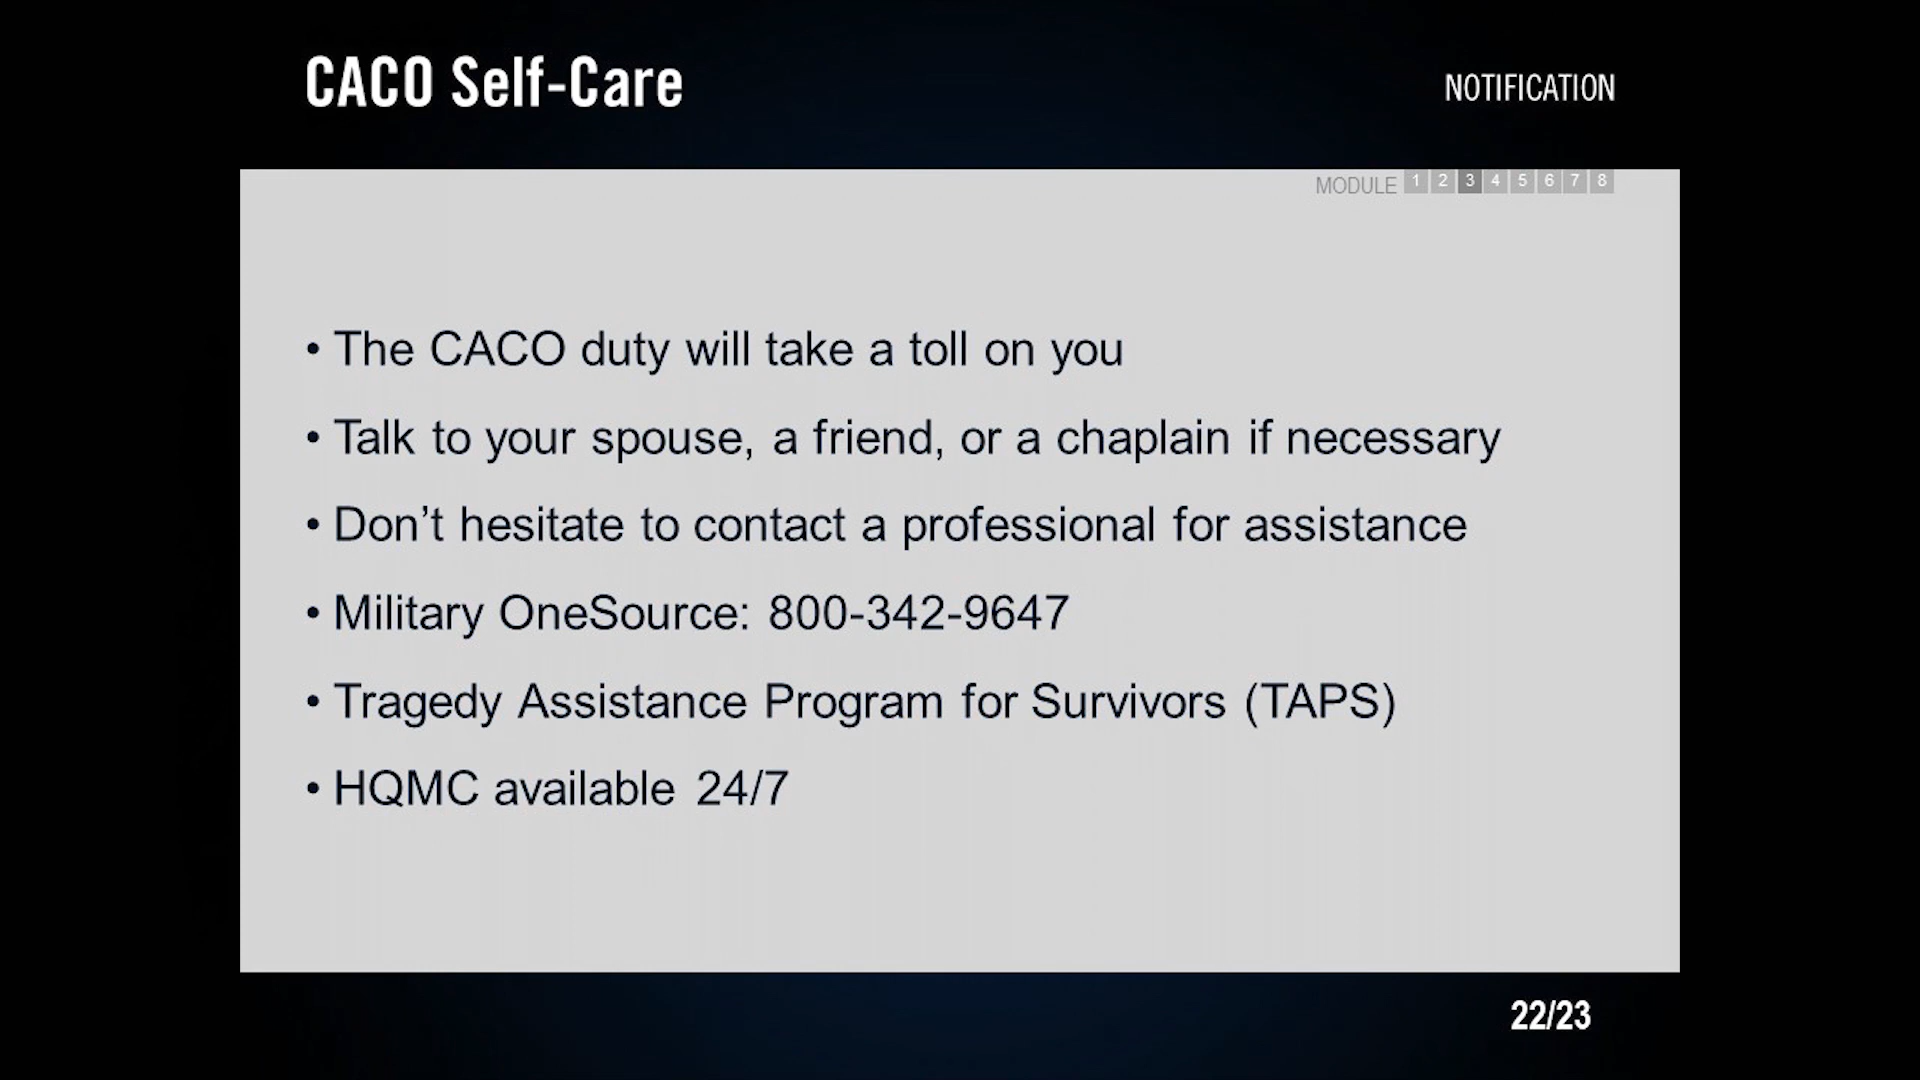 CACO Self-Care
NOTIFICATION
MODULE 1 2 3 4 5 6 7 8
• The CACO duty will take a toll on you
• Talk to your spouse, a friend, or a chaplain if necessary
• Don’t hesitate to contact a professional for assistance
• Military OneSource: 800-342-9647
• Tragedy Assistance Program for Survivors (TAPS)
• HQMC available 24/7
22/23